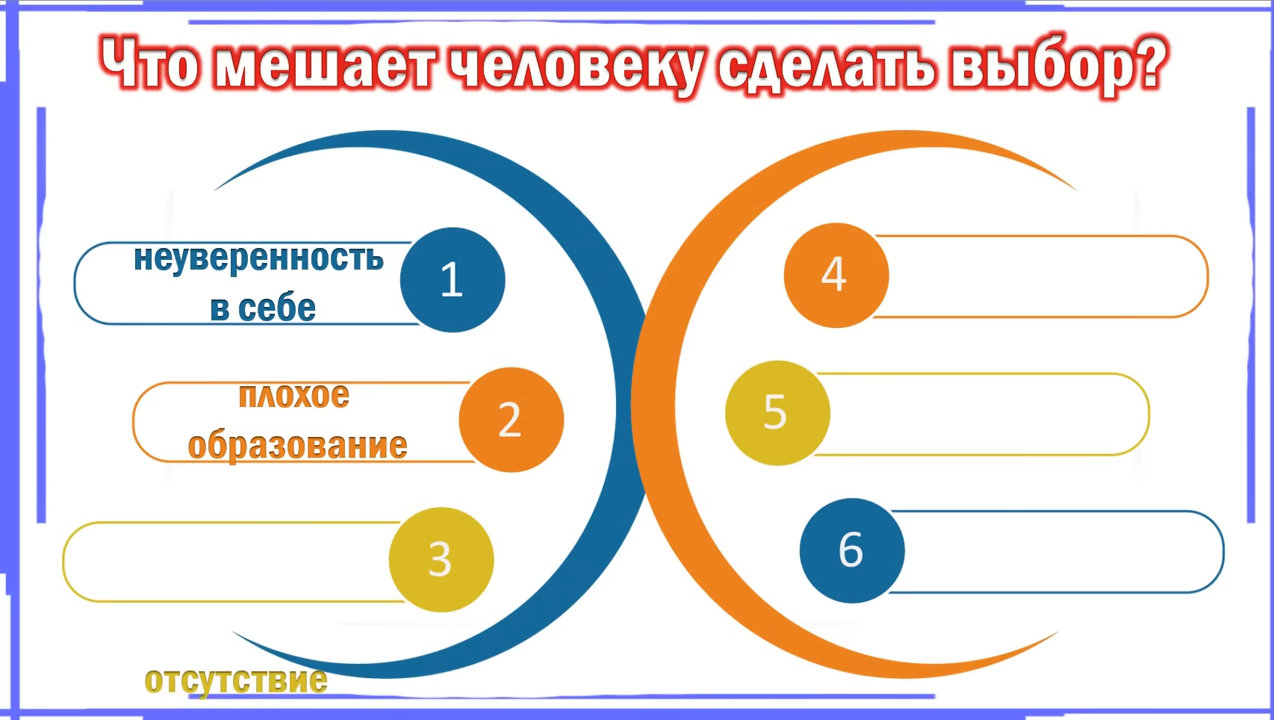 Что мешает человеку сделать выбор?
неуверенность
в себе
1
плохое
образование
2
3
отсутствие
4
5
6